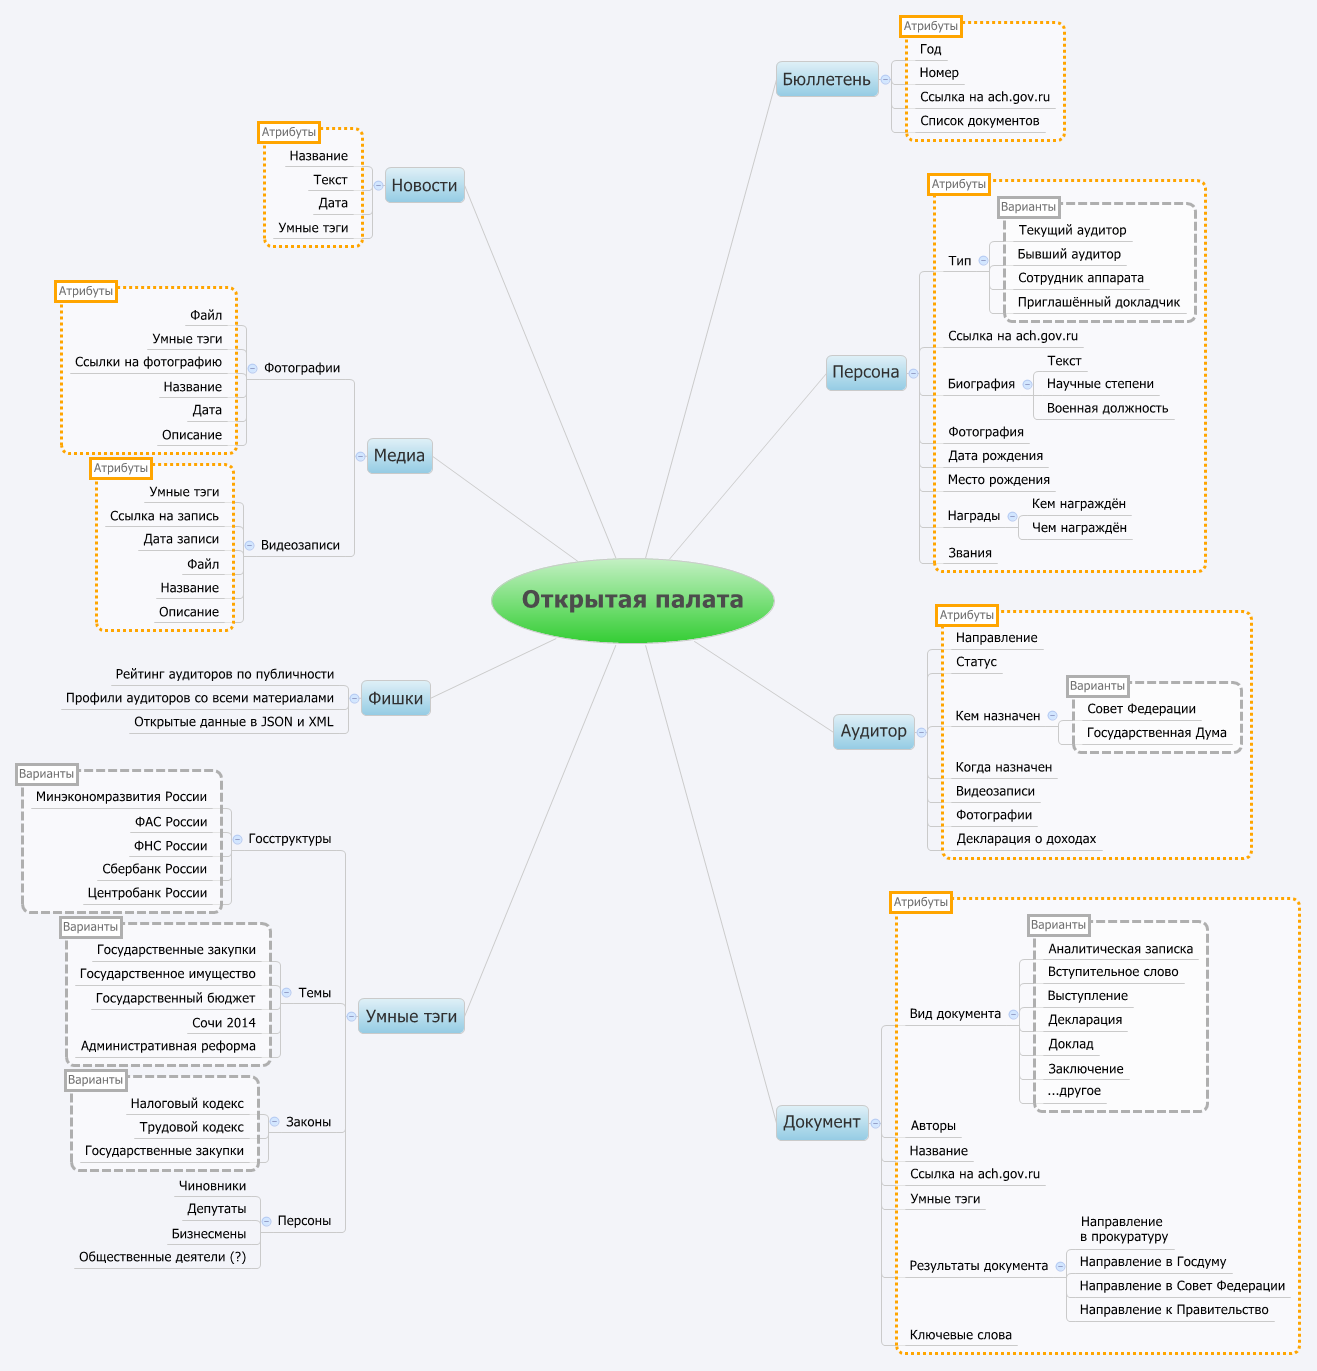 Открытая палата
Бюллетень
Атрибуты
Год
Номер
Ссылка на ach.gov.ru
Список документов
Персона
Атрибуты
Тип
Варианты
Текущий аудитор
Бывший аудитор
Сотрудник аппарата
Приглашённый докладчик
Ссылка на ach.gov.ru
Биография
Текст
Научные степени
Военная должность
Фотография
Дата рождения
Место рождения
Награды
Кем награждён
Чем награждён
Звания
Аудитор
Атрибуты
Направление
Статус
Кем назначен
Варианты
Совет Федерации
Государственная Дума
Когда назначен
Видеозаписи
Фотографии
Декларация о доходах
Документ
Атрибуты
Вид документа
Варианты
Аналитическая записка
Вступительное слово
Выступление
Декларация
Доклад
Заключение
...другое
Авторы
Название
Ссылка на ach.gov.ru
Умные тэги
Результаты документа
Направление
в прокуратуру
Направление в Госдуму
Направление в Совет Федерации
Направление к Правительство
Ключевые слова
Новости
Атрибуты
Название
Текст
Дата
Умные тэги
Медиа
Фотографии
Атрибуты
Файл
Умные тэги
Ссылки на фотографию
Название
Дата
Описание
Видеозаписи
Атрибуты
Умные тэги
Ссылка на запись
Дата записи
Файл
Название
Описание
Фишки
Рейтинг аудиторов по публичности
Профили аудиторов со всеми материалами
Открытые данные в JSON и XML
Умные тэги
Госструктуры
Варианты
Минэкономразвития России
ФАС России
ФНС России
Сбербанк России
Центробанк России
Темы
Варианты
Государственные закупки
Государственное имущество
Государственный бюджет
Сочи 2014
Административная реформа
Законы
Варианты
Налоговый кодекс
Трудовой кодекс
Государственные закупки
Персоны
Чиновники
Депутаты
Бизнесмены
Общественные деятели (?)